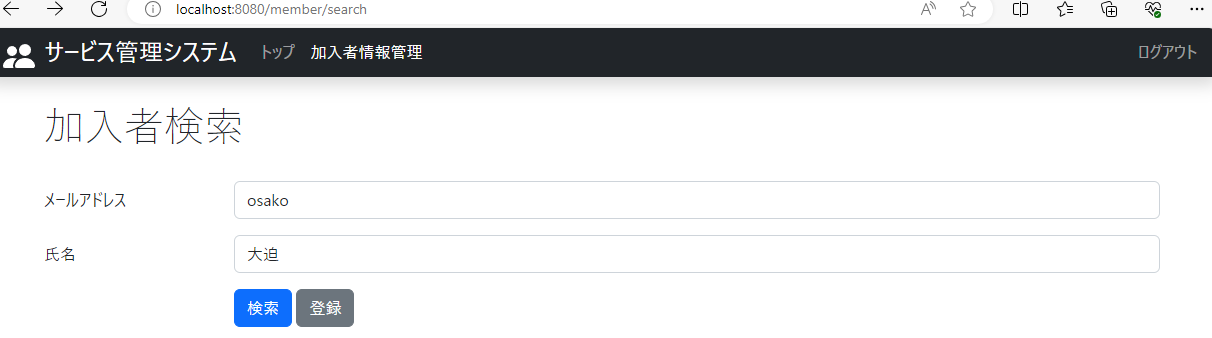 localhost:8080/member/search
サービス管理システム トップ 加入者情報管理 ログアウト
加入者検索
メールアドレス osako
氏名 大迫
検索 登録